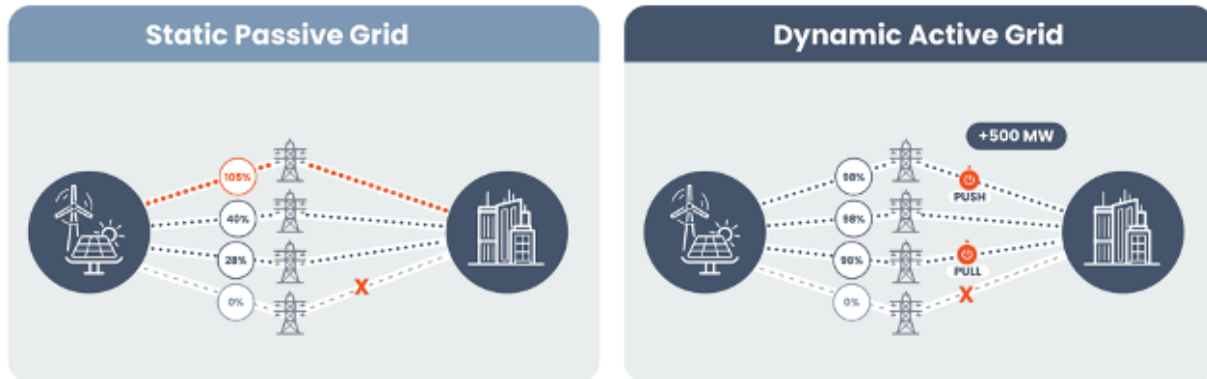 Static Passive Grid
105%
40%
28%
0%
X
Dynamic Active Grid
+500 MW
98%
PUSH
98%
98%
PULL
X
0%